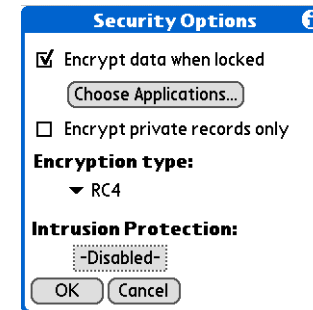 Security Options
Encrypt data when locked
Choose Applications...
Encrypt private records only
Encryption type:
RC4
Intrusion Protection:
-Disabled-
OK Cancel